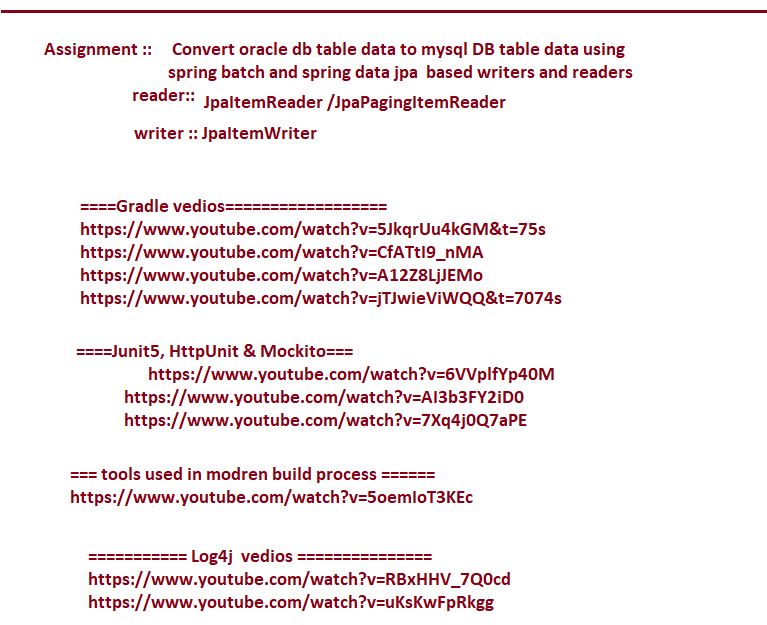 Assignment :: Convert oracle db table data to mysql DB table data using
spring batch and spring data jpa based writers and readers
reader:: JpaItemReader /JpaPagingItemReader
writer :: JpaItemWriter
====Gradle vedios==================
https://www.youtube.com/watch?v=5JkqrUu4kGM&t=75s
https://www.youtube.com/watch?v=CfATtI9_nMA
https://www.youtube.com/watch?v=A12Z8LjJEMo
https://www.youtube.com/watch?v=jTJwieViWQQ&t=7074s
====Junit5, HttpUnit & Mockito===
https://www.youtube.com/watch?v=6VVplfYp40M
https://www.youtube.com/watch?v=AI3b3FY2iD0
https://www.youtube.com/watch?v=7Xq4j0Q7aPE
=== tools used in modren build process ======
https://www.youtube.com/watch?v=5oemIoT3KEc
=========== Log4j vedios ===============
https://www.youtube.com/watch?v=RBxHHV_7Q0cd
https://www.youtube.com/watch?v=uKsKwFpRkgg